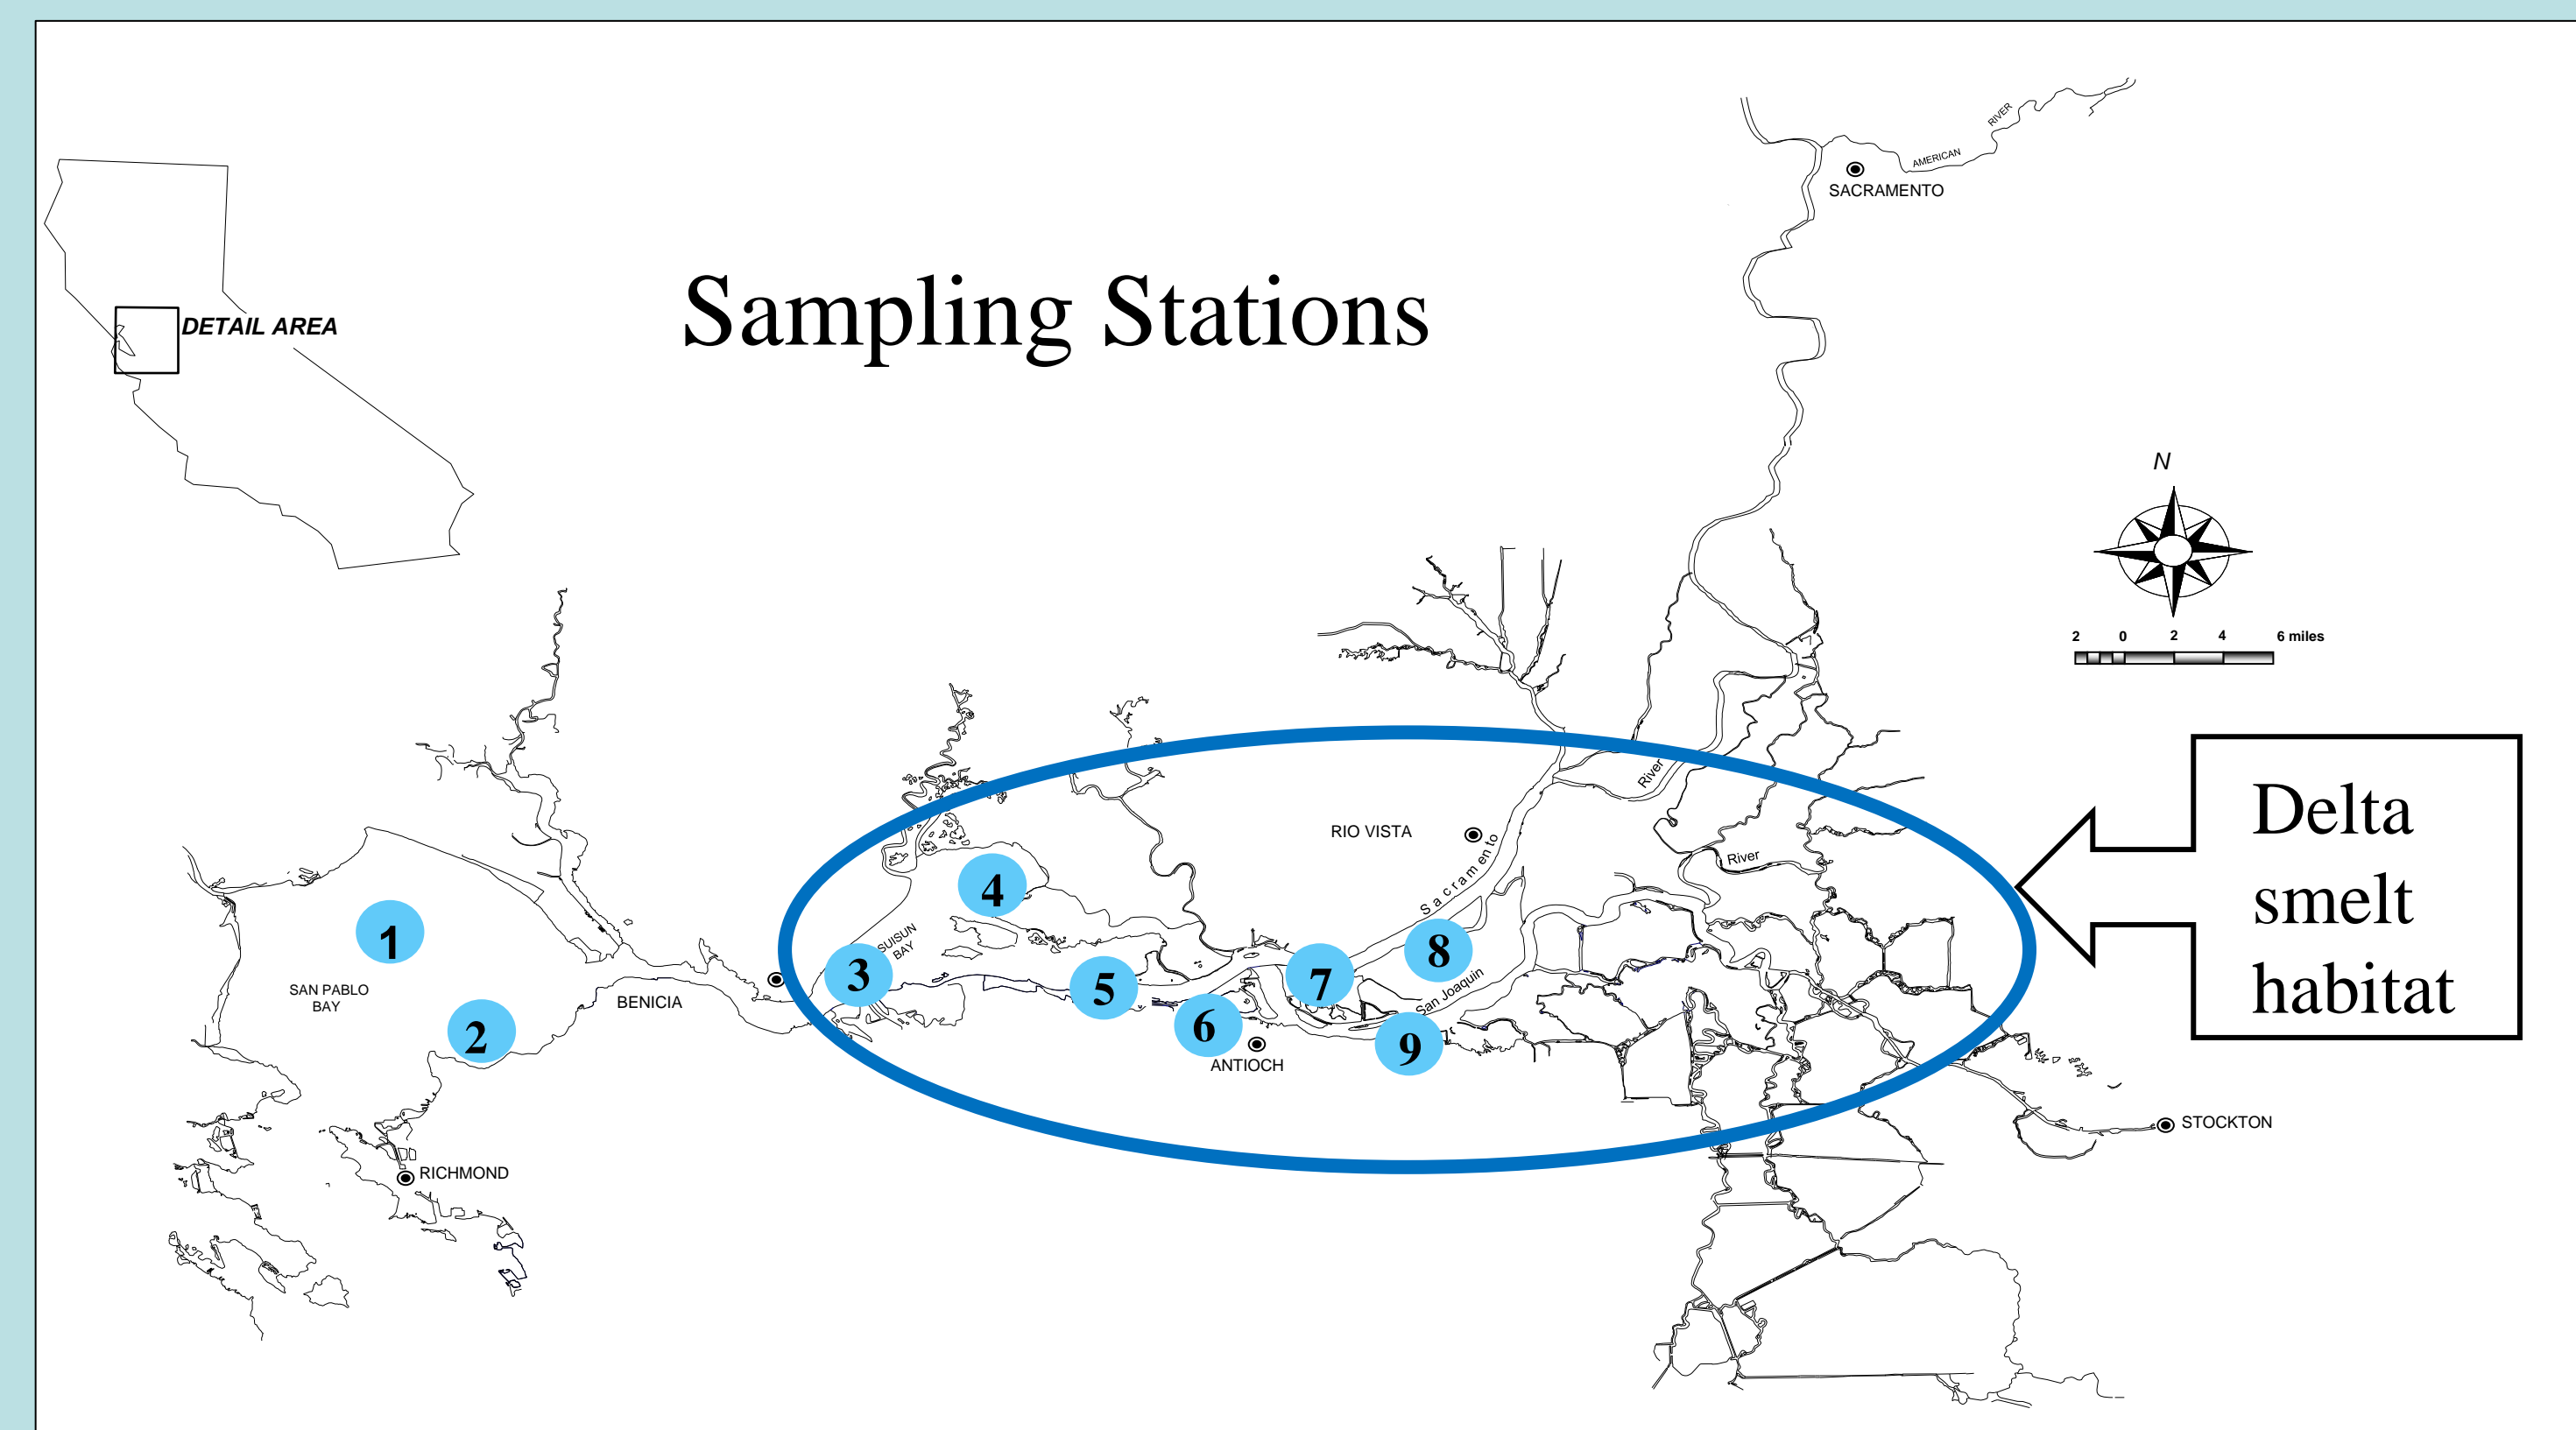 RIVER
AMERICAN
SACRAMENTO
Sampling Stations
DETAIL AREA
N
2 0 2 4 6 miles
River
RIO VISTA
Sacramento
River
Delta
smelt
habitat
4
1
SUISUN
BAY
3
8
7
5
SAN PABLO
BAY
BENICIA
San Joaquin
6
2
9
ANTIOCH
STOCKTON
RICHMOND